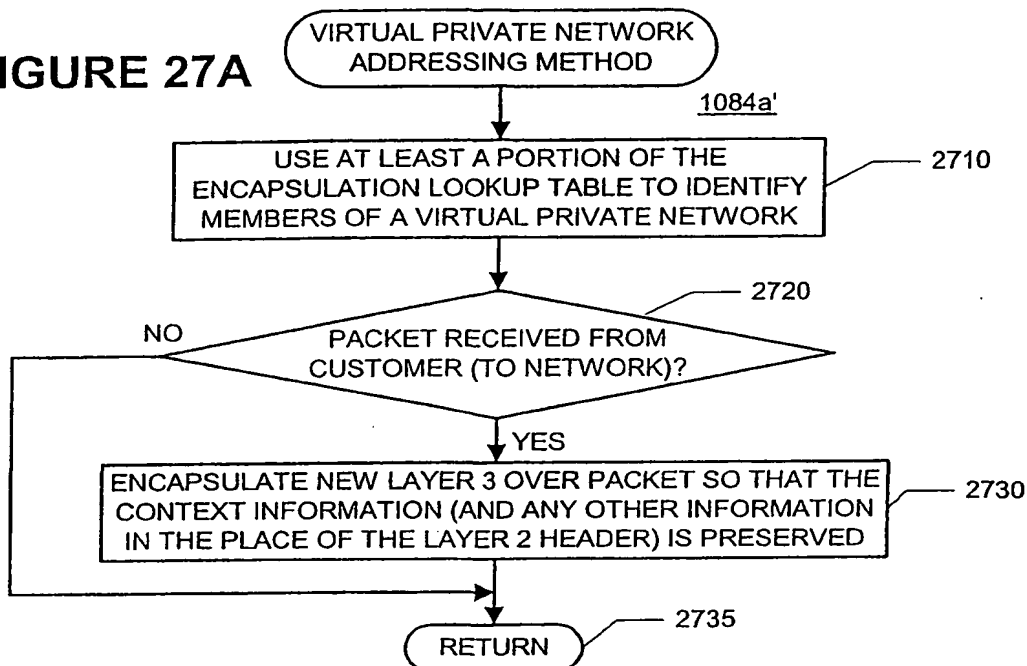 VIRTUAL PRIVATE NETWORK
ADDRESSING METHOD
IGURE 27A
1084a'
USE AT LEAST A PORTION OF THE
ENCAPSULATION LOOKUP TABLE TO IDENTIFY
MEMBERS OF A VIRTUAL PRIVATE NETWORK
2710
2720
NO
PACKET RECEIVED FROM
CUSTOMER (TO NETWORK)?
YES
ENCAPSULATE NEW LAYER 3 OVER PACKET SO THAT THE
CONTEXT INFORMATION (AND ANY OTHER INFORMATION
IN THE PLACE OF THE LAYER 2 HEADER) IS PRESERVED
2730
RETURN
2735